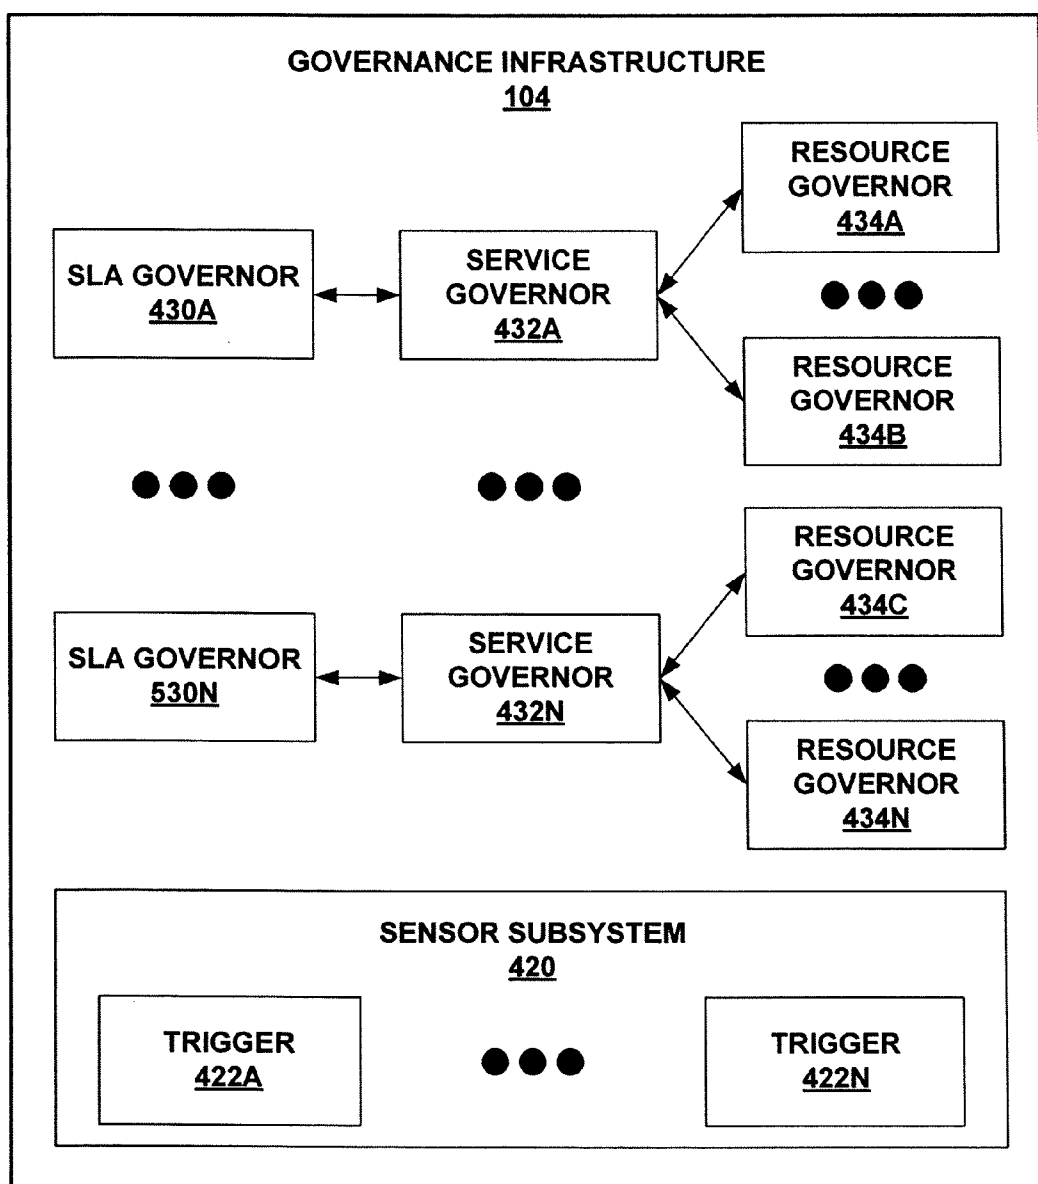 GOVERNANCE INFRASTRUCTURE
104
RESOURCE
GOVERNOR
434A
SLA GOVERNOR
430A
SERVICE
GOVERNOR
432A
RESOURCE
GOVERNOR
434B
RESOURCE
GOVERNOR
434C
SLA GOVERNOR
530N
SERVICE
GOVERNOR
432N
RESOURCE
GOVERNOR
434N
SENSOR SUBSYSTEM
420
TRIGGER
422A
TRIGGER
422N